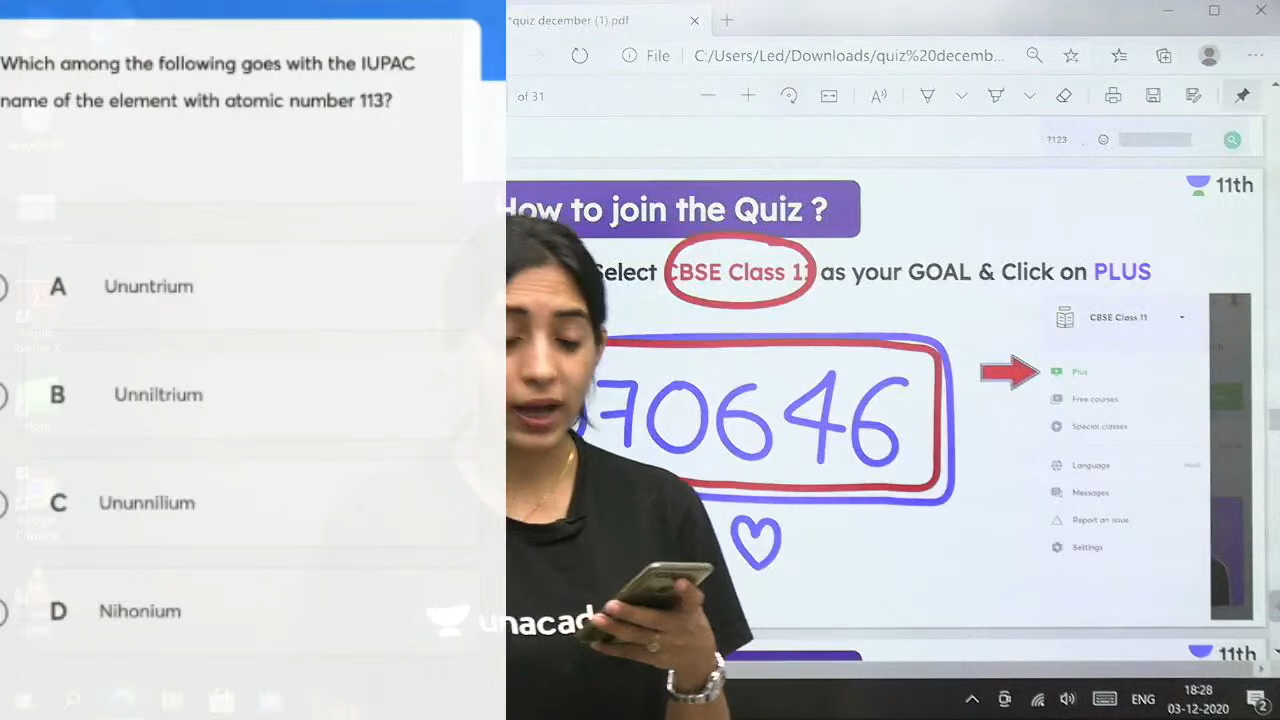 Which among the following goes with the IUPAC
name of the element with atomic number 113?
A Ununtrium
B Unniltrium
C Ununnilium
D Nihonium
*quiz december (1).pdf
File C:/Users/Led/Downloads/quiz%20decemb...
of 31
?123
11th
How to join the Quiz ?
Select CBSE Class 11 as your GOAL & Click on PLUS
CBSE Class 11
Plus
Free courses
Special classes
Language Hindi
Messages
Report an issue
Settings
70646
unacad
11th
ENG
18:28
03-12-2020
2